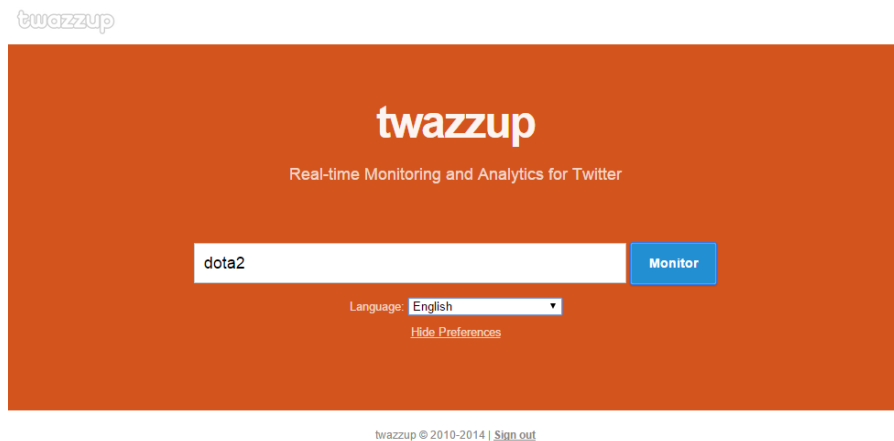 twazzup
twazzup
Real-time Monitoring and Analytics for Twitter
dota2 Monitor
Language: English
Hide Preferences
twazzup © 2010-2014 | Sign out